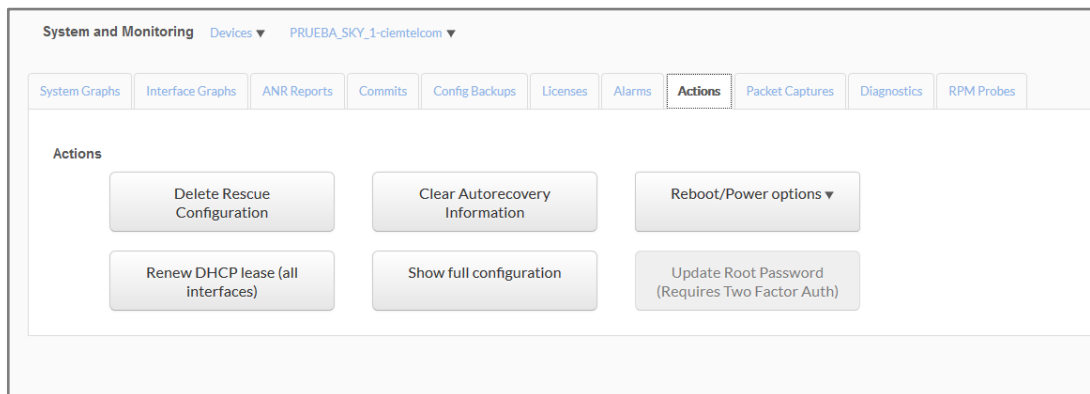 System and Monitoring Devices ▼ PRUEBA_SKY_1-ciemtelcom ▼
System Graphs Interface Graphs ANR Reports Commits Config Backups Licenses Alarms Actions Packet Captures Diagnostics RPM Probes
Actions
Delete Rescue
Configuration
Clear Autorecovery
Information
Reboot/Power options ▼
Renew DHCP lease (all
interfaces)
Show full configuration
Update Root Password
(Requires Two Factor Auth)